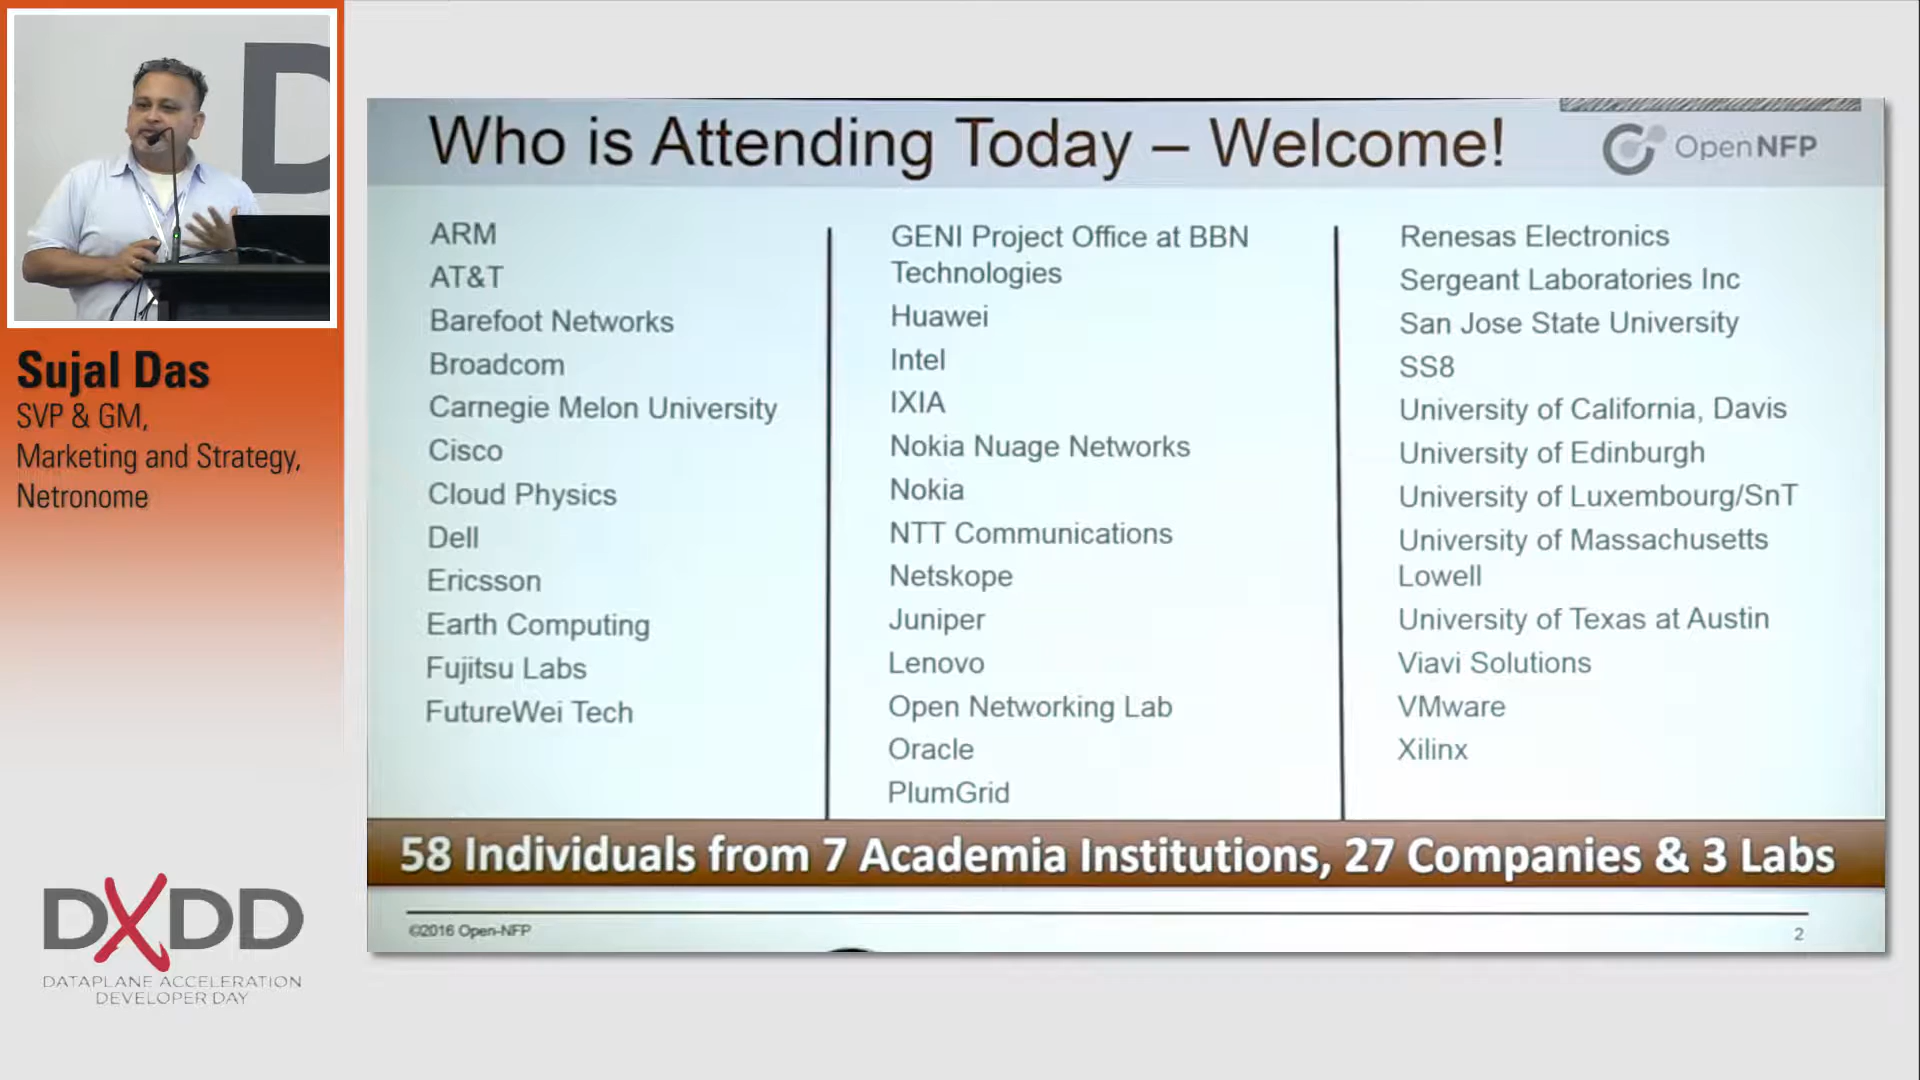 Sujal Das
SVP & GM,
Marketing and Strategy,
Netronome
DXDD
DATAPLANE ACCELERATION
DEVELOPER DAY
Who is Attending Today – Welcome!
OpenNFP
ARM
AT&T
Barefoot Networks
Broadcom
Carnegie Melon University
Cisco
Cloud Physics
Dell
Ericsson
Earth Computing
Fujitsu Labs
FutureWei Tech
GENI Project Office at BBN
Technologies
Huawei
Intel
IXIA
Nokia Nuage Networks
Nokia
NTT Communications
Netskope
Juniper
Lenovo
Open Networking Lab
Oracle
PlumGrid
Renesas Electronics
Sergeant Laboratories Inc
San Jose State University
SS8
University of California, Davis
University of Edinburgh
University of Luxembourg/SnT
University of Massachusetts
Lowell
University of Texas at Austin
Viavi Solutions
VMware
Xilinx
58 Individuals from 7 Academia Institutions, 27 Companies & 3 Labs
©2016 Open-NFP
2